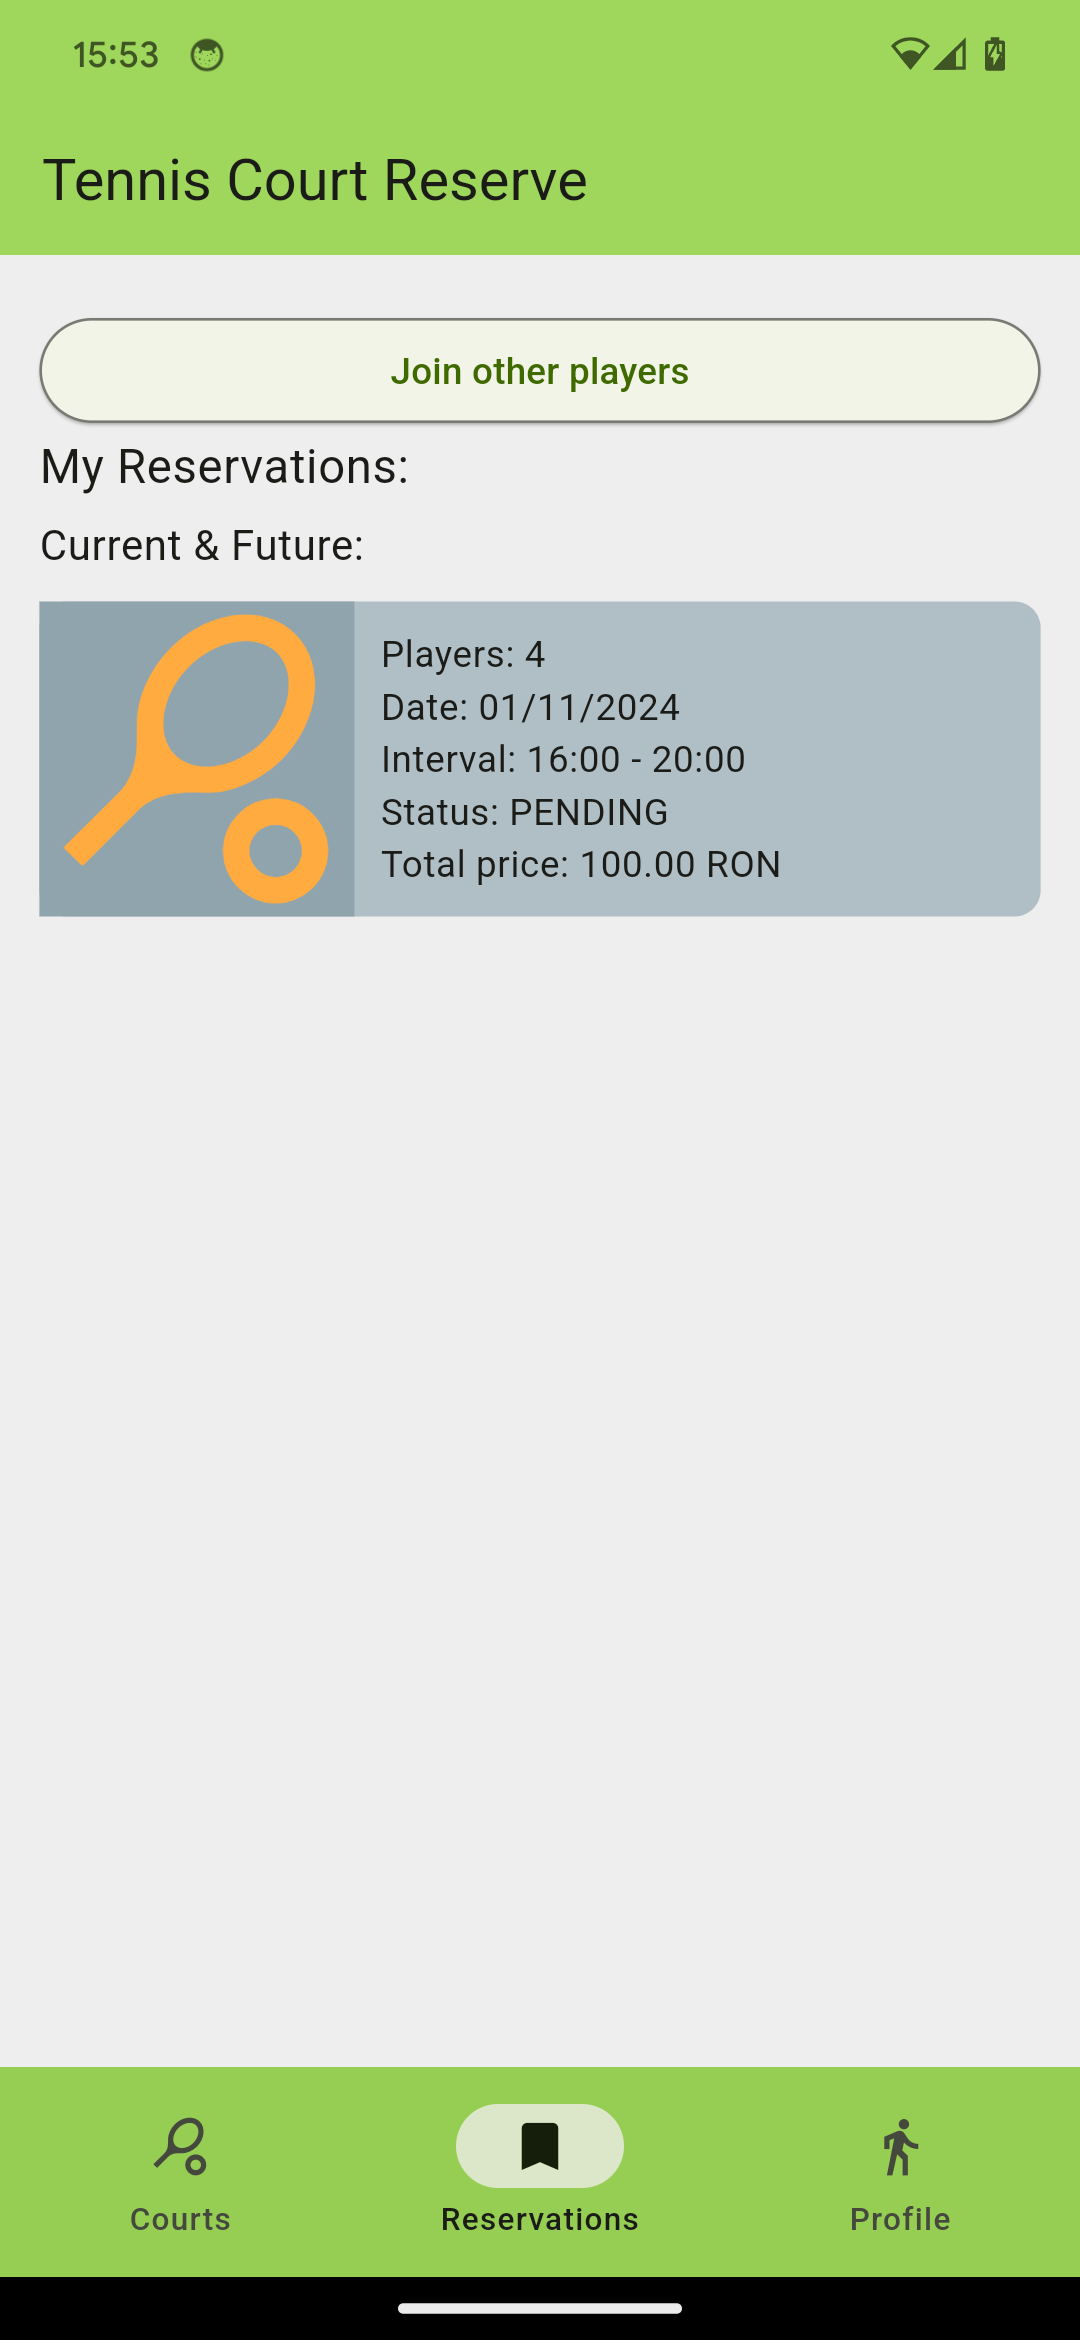 15:53
Tennis Court Reserve
Join other players
My Reservations:
Current & Future:
Players: 4
Date: 01/11/2024
Interval: 16:00 - 20:00
Status: PENDING
Total price: 100.00 RON
Courts
Reservations
Profile